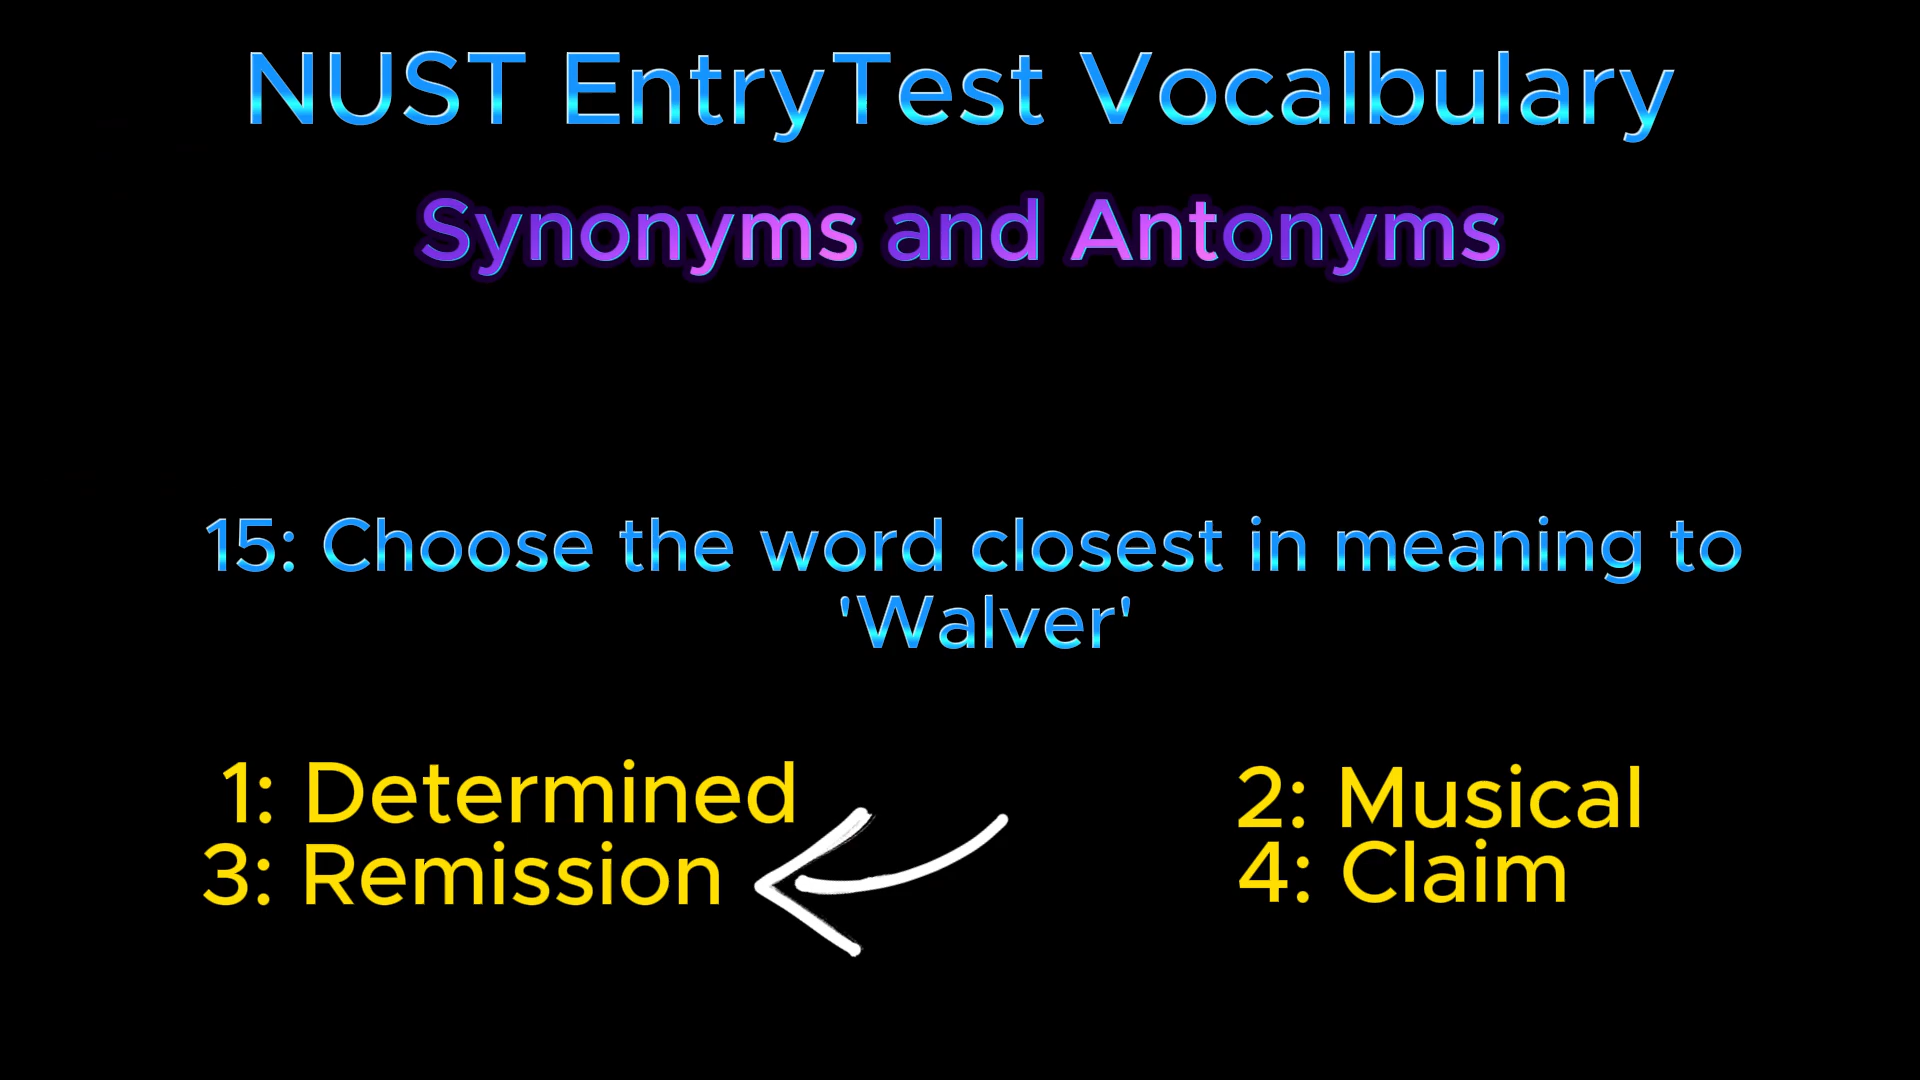 NUST EntryTest Vocalbulary
Synonyms and Antonyms
15: Choose the word closest in meaning to
'Walver'
1: Determined
2: Musical
3: Remission
4: Claim